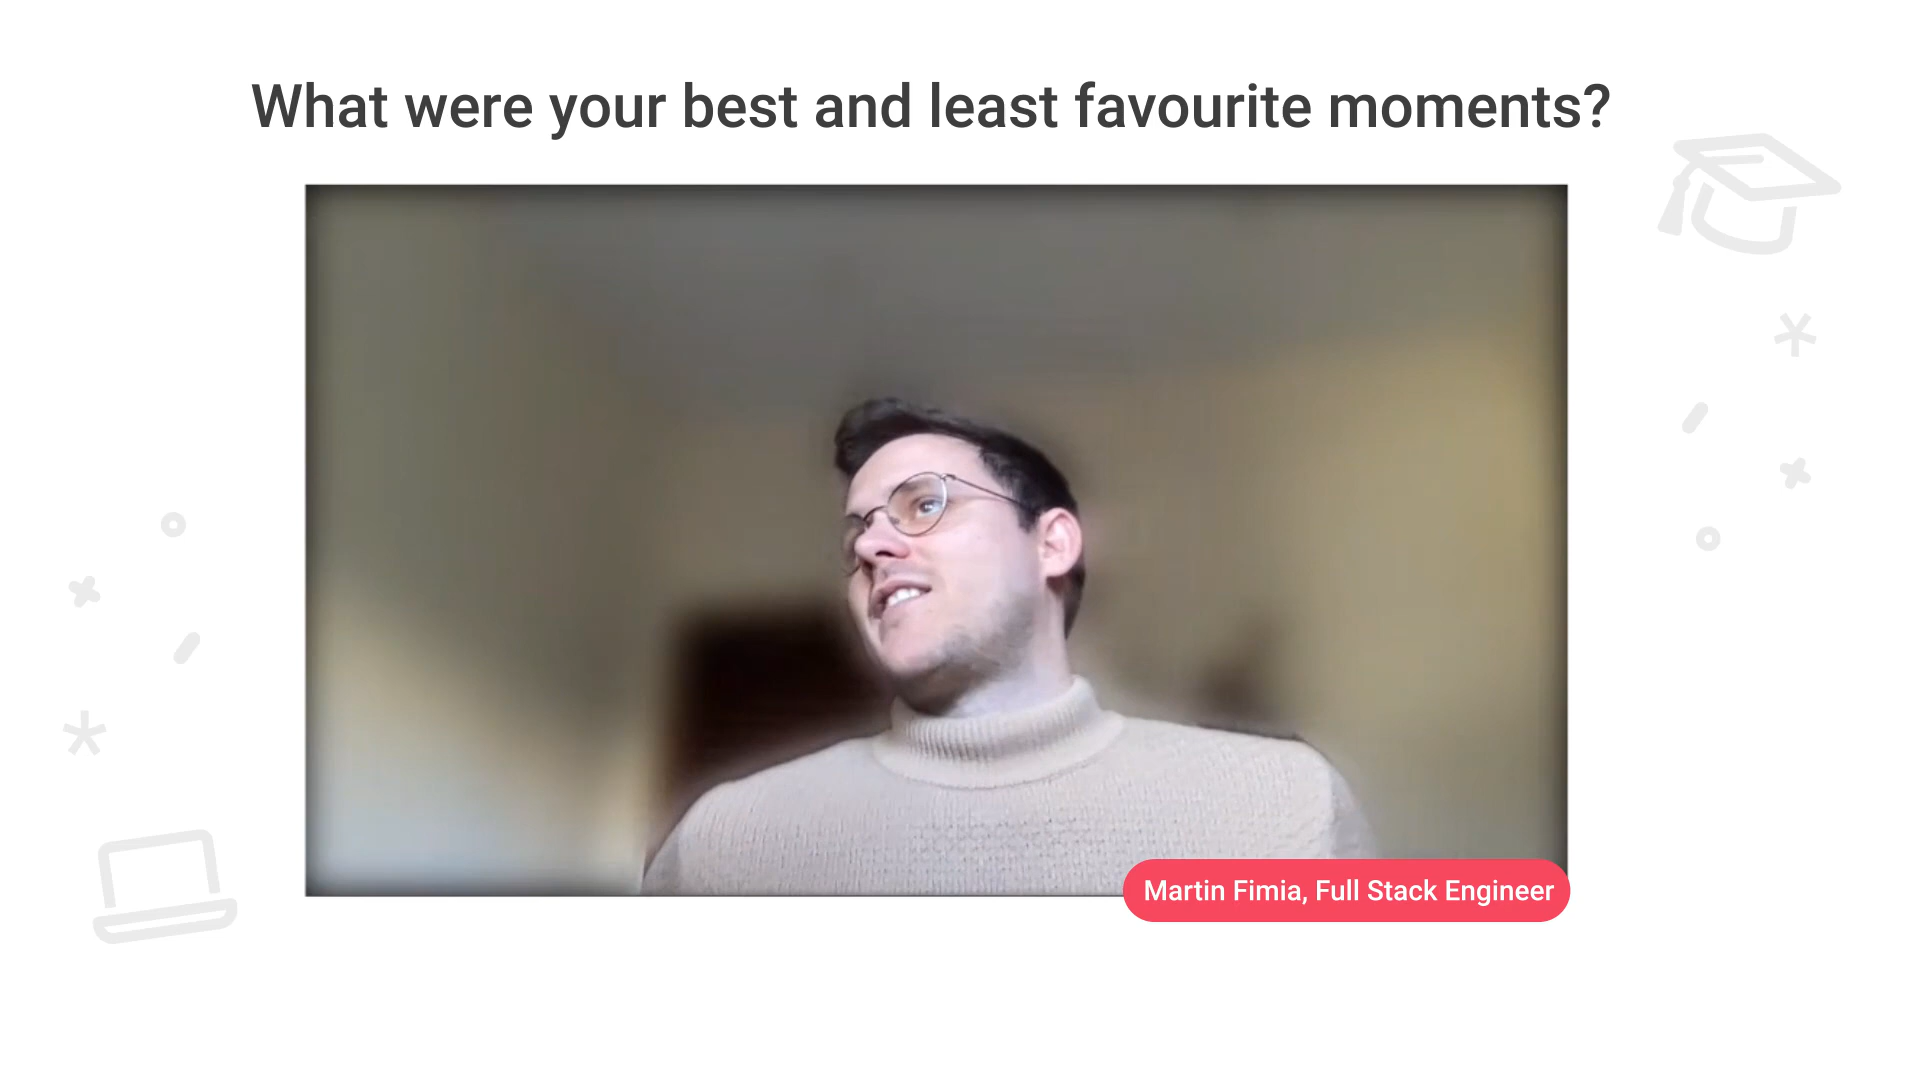 What were your best and least favourite moments?
Martin Fimia, Full Stack Engineer